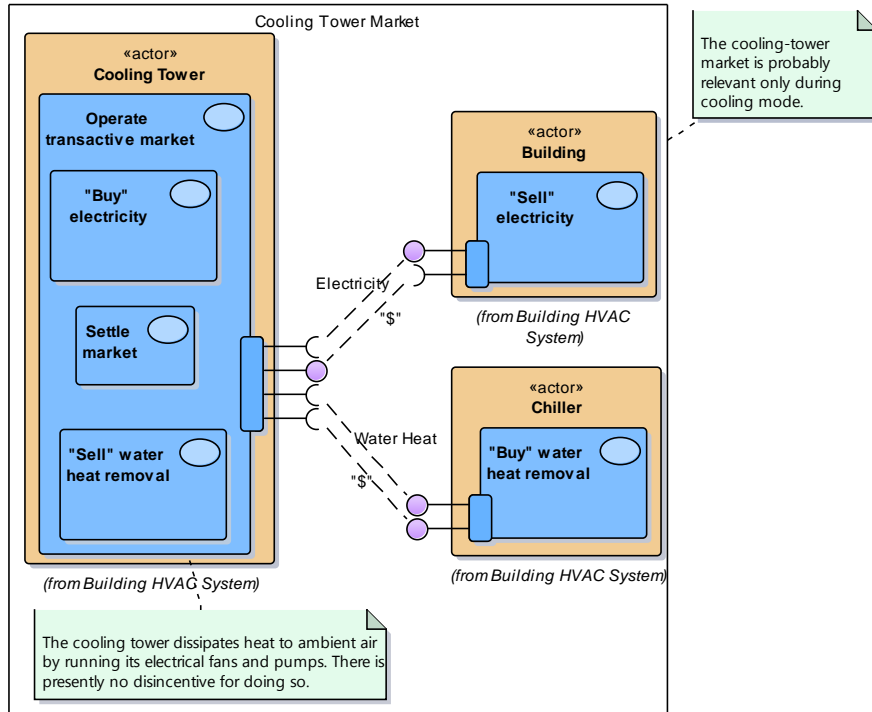 Cooling Tower Market
«actor»
Cooling Tower
Operate
transactive market
"Buy"
electricity
Settle
market
"Sell" water
heat removal
(from Building HVAC System)
The cooling tower dissipates heat to ambient air
by running its electrical fans and pumps. There is
presently no disincentive for doing so.
Electricity
"$"
Water Heat
"$"
«actor»
Building
"Sell"
electricity
(from Building HVAC
System)
«actor»
Chiller
"Buy" water
heat removal
(from Building HVAC System)
The cooling-tower
market is probably
relevant only during
cooling mode.